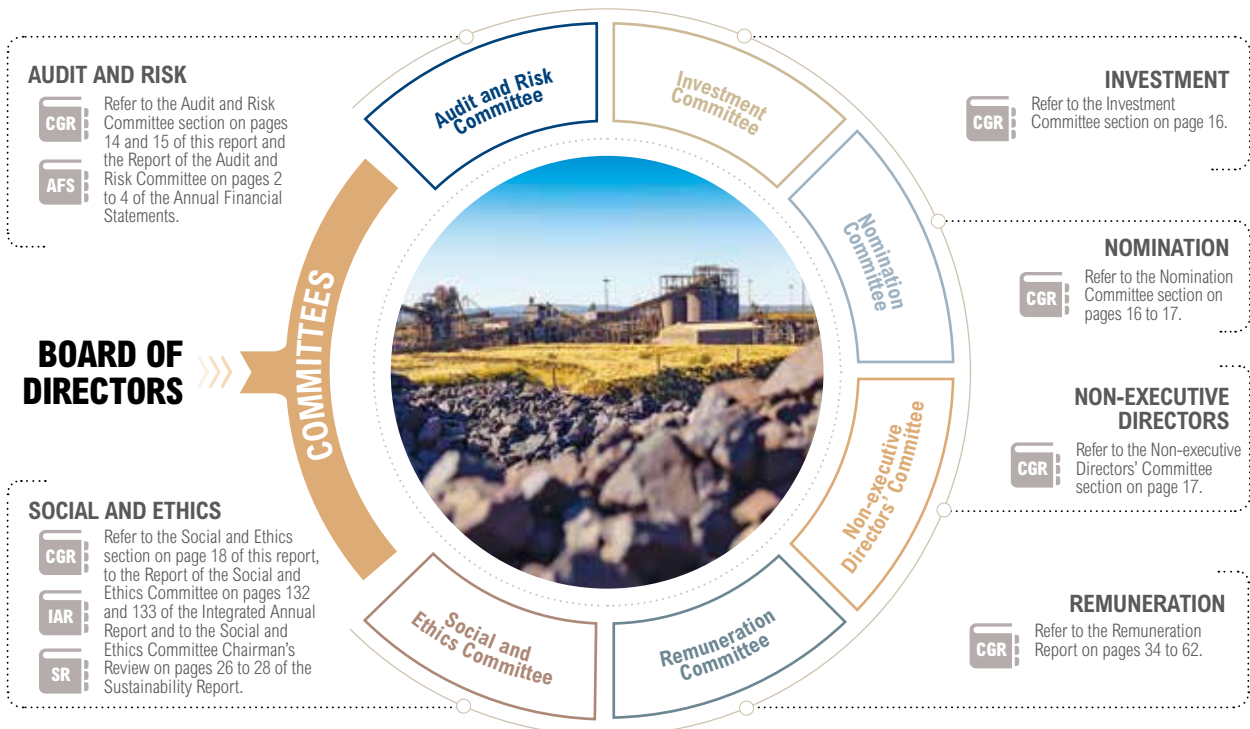 AUDIT AND RISK
CGR
AFS
Refer to the Audit and Risk
Committee section on pages
14 and 15 of this report and
the Report of the Audit and
Risk Committee on pages 2
to 4 of the Annual Financial
Statements.
BOARD OF
DIRECTORS
COMMITTEES
SOCIAL AND ETHICS
CGR
IAR
SR
Refer to the Social and Ethics
section on page 18 of this report,
to the Report of the Social and
Ethics Committee on pages 132
and 133 of the Integrated Annual
Report and to the Social and
Ethics Committee Chairman’s
Review on pages 26 to 28 of the
Sustainability Report.
Audit and Risk
Committee
Investment
Committee
Nomination
Committee
Non-executive
Directors’ Committee
Remuneration
Committee
Social and
Ethics Committee
INVESTMENT
CGR
Refer to the Investment
Committee section on page 16.
NOMINATION
CGR
Refer to the Nomination
Committee section on
pages 16 to 17.
NON-EXECUTIVE
DIRECTORS
CGR
Refer to the Non-executive
Directors’ Committee
section on page 17.
REMUNERATION
CGR
Refer to the Remuneration
Report on pages 34 to 62.